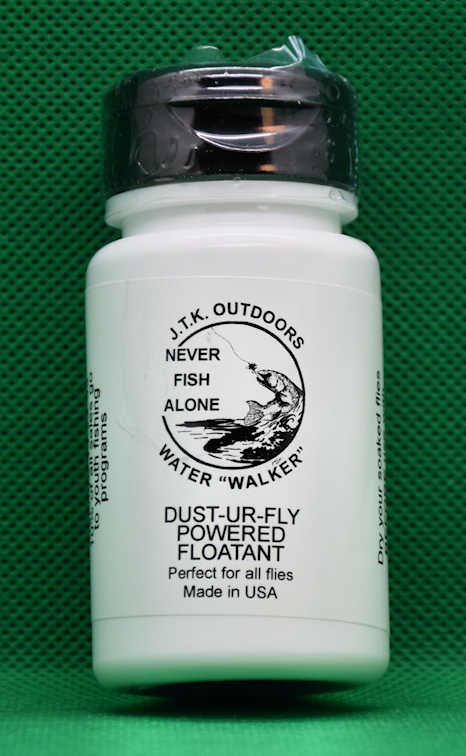 J.T.K. OUTDOORS
NEVER
FISH
ALONE
WATER "WALKER"
DUST-UR-FLY
POWERED
FLOATANT
Perfect for all flies
Made in USA
go
to youth fishing
programs
Dry your soaked flies